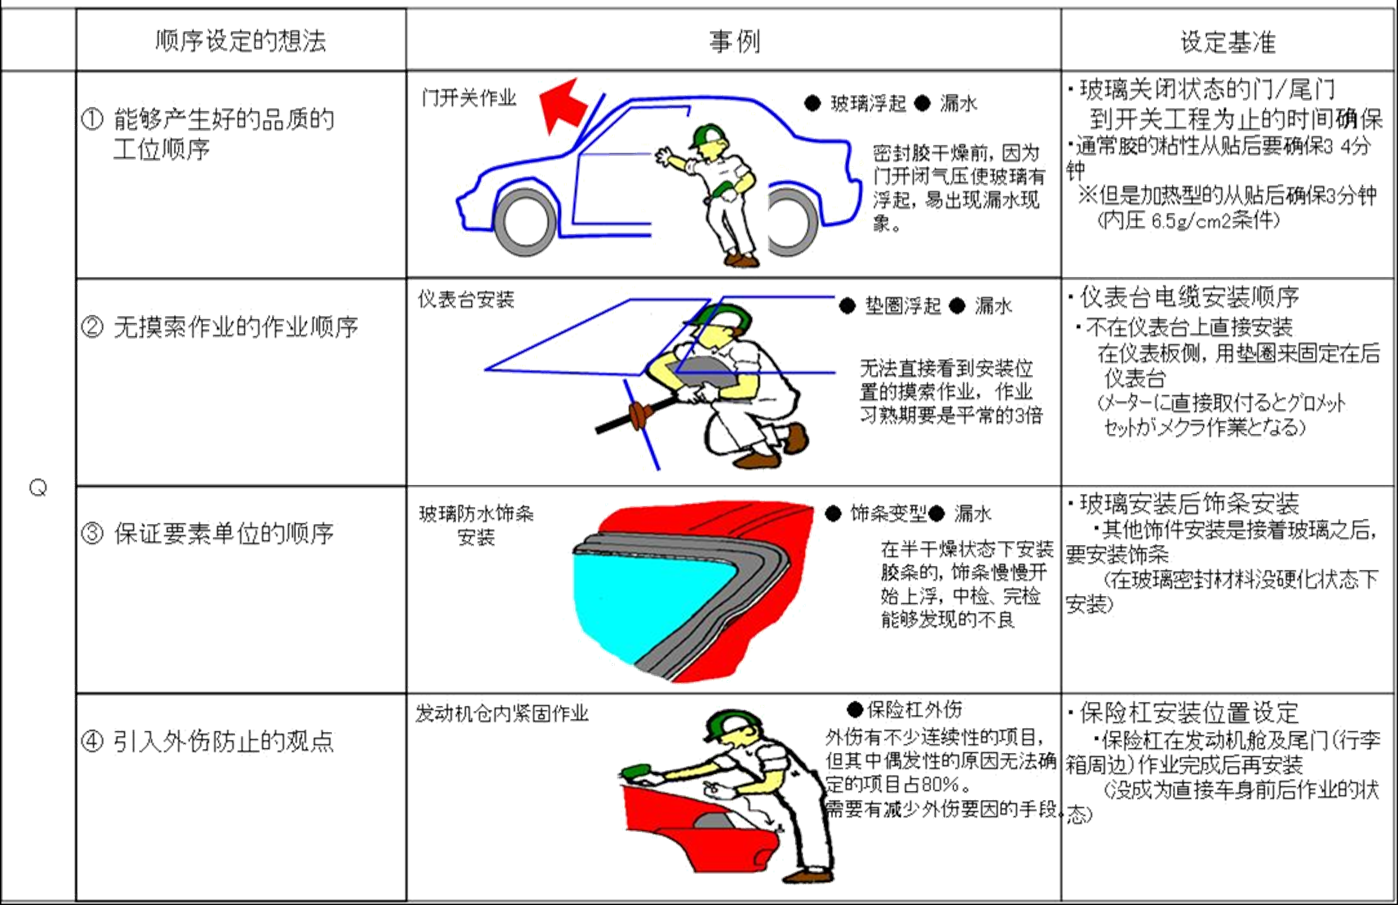 顺序设定的想法
事例
设定基准
Q
① 能够产生好的品质的
工位顺序
门开关作业
● 玻璃浮起 ● 漏水
密封胶干燥前，因为
门开闭气压使玻璃有
浮起，易出现漏水现
象。
・玻璃关闭状态的门/尾门
到开关工程为止的时间确保
・通常胶的粘性从贴后要确保3 4分
钟
※但是加热型的从贴后确保3分钟
(内圧 6.5g/cm2条件)
② 无摸索作业的作业顺序
仪表台安装
● 垫圈浮起 ● 漏水
无法直接看到安装位
置的摸索作业，作业
习熟期要是平常的3倍
・仪表台电缆安装顺序
・不在仪表台上直接安装
在仪表板侧，用垫圈来固定在后
仪表台
(メーターに直接取付るとグロメット
セットがメクラ作業となる)
③ 保证要素单位的顺序
玻璃防水饰条
安装
● 饰条变型● 漏水
在半干燥状态下安装
胶条的，饰条慢慢开
始上浮，中检、完检
能够发现的不良
・玻璃安装后饰条安装
・其他饰件安装是接着玻璃之后，
要安装饰条
(在玻璃密封材料没硬化状态下
安装)
④ 引入外伤防止的观点
发动机仓内紧固作业
●保险杠外伤
外伤有不少连续性的项目，
但其中偶发性的原因无法确
定的项目占80%。
需要有减少外伤要因的手段。
・保险杠安装位置设定
・保险杠在发动机舱及尾门(行李
箱周边)作业完成后再安装
(没成为直接车身前后作业的状
态)